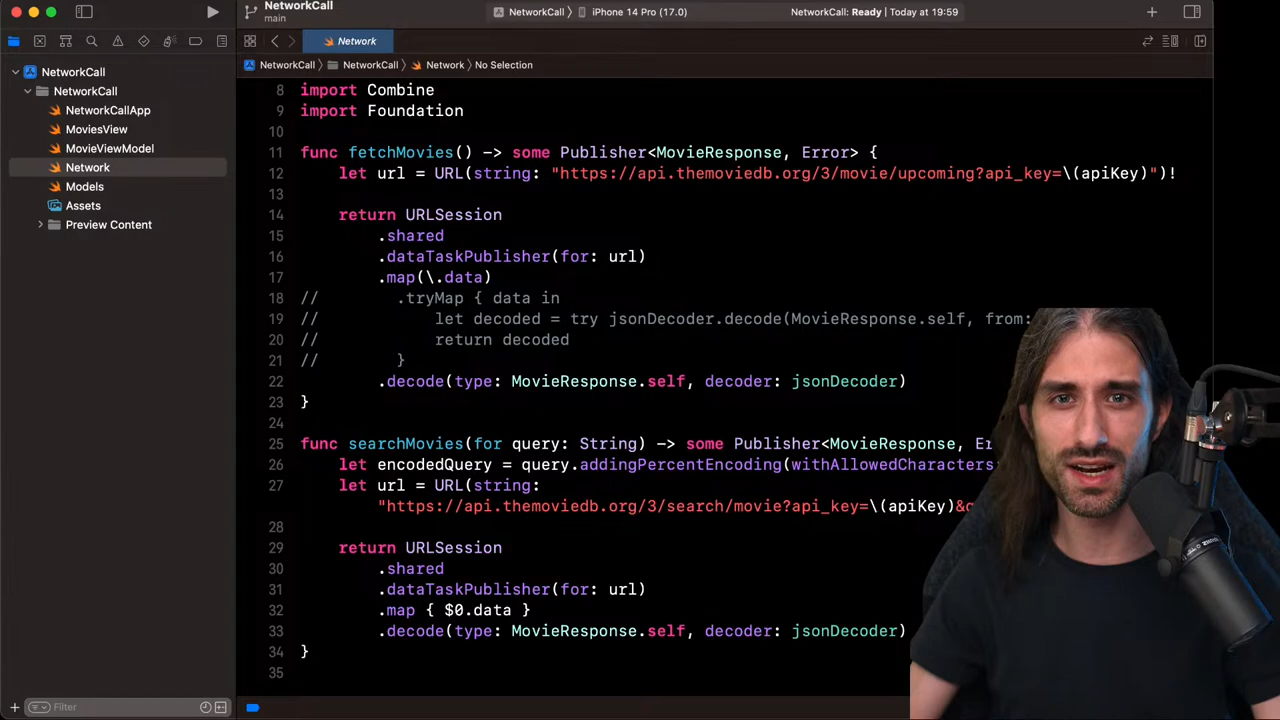 NetworkCall
main
NetworkCall
iPhone 14 Pro (17.0)
NetworkCall: Ready | Today at 19:59
Network
NetworkCall
NetworkCall
NetworkCall
Network
No Selection
NetworkCall
NetworkCallApp
MoviesView
MovieViewModel
Network
Models
Assets
Preview Content
Filter
8 import Combine
9 import Foundation
10
11 func fetchMovies() -> some Publisher<MovieResponse, Error> {
12 let url = URL(string: "https://api.themoviedb.org/3/movie/upcoming?api_key=\(apiKey)")!
13
14 return URLSession
15 .shared
16 .dataTaskPublisher(for: url)
17 .map(\.data)
18 // .tryMap { data in
19 // let decoded = try jsonDecoder.decode(MovieResponse.self, from:
20 // return decoded
21 // }
22 .decode(type: MovieResponse.self, decoder: jsonDecoder)
23 }
24
25 func searchMovies(for query: String) -> some Publisher<MovieResponse, Er
26 let encodedQuery = query.addingPercentEncoding(withAllowedCharacters:
27 let url = URL(string:
"https://api.themoviedb.org/3/search/movie?api_key=\(apiKey)&q
28
29 return URLSession
30 .shared
31 .dataTaskPublisher(for: url)
32 .map { $0.data }
33 .decode(type: MovieResponse.self, decoder: jsonDecoder)
34 }
35